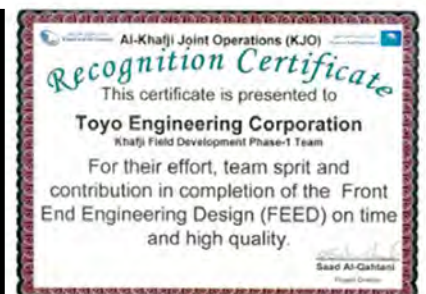 Al-Khafji Joint Operations (KJO)
Recognition Certificate
This certificate is presented to
Toyo Engineering Corporation
Khafji Field Development Phase-1 Team
For their effort, team sprit and
contribution in completion of the Front
End Engineering Design (FEED) on time
and high quality.
Saad Al-Qahtani
Project Director